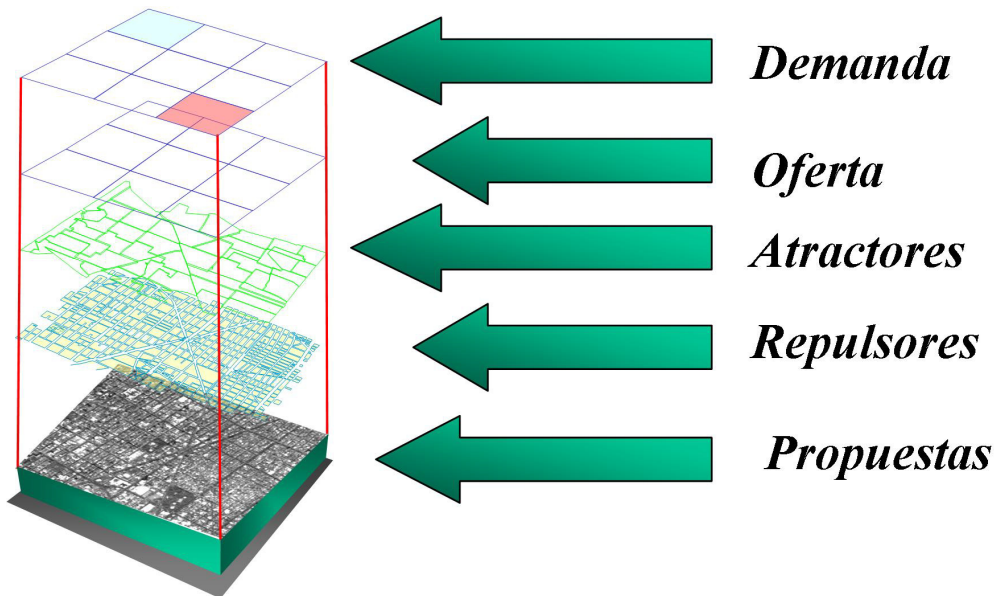 Demanda
Oferta
Atractores
Repulsores
Propuestas